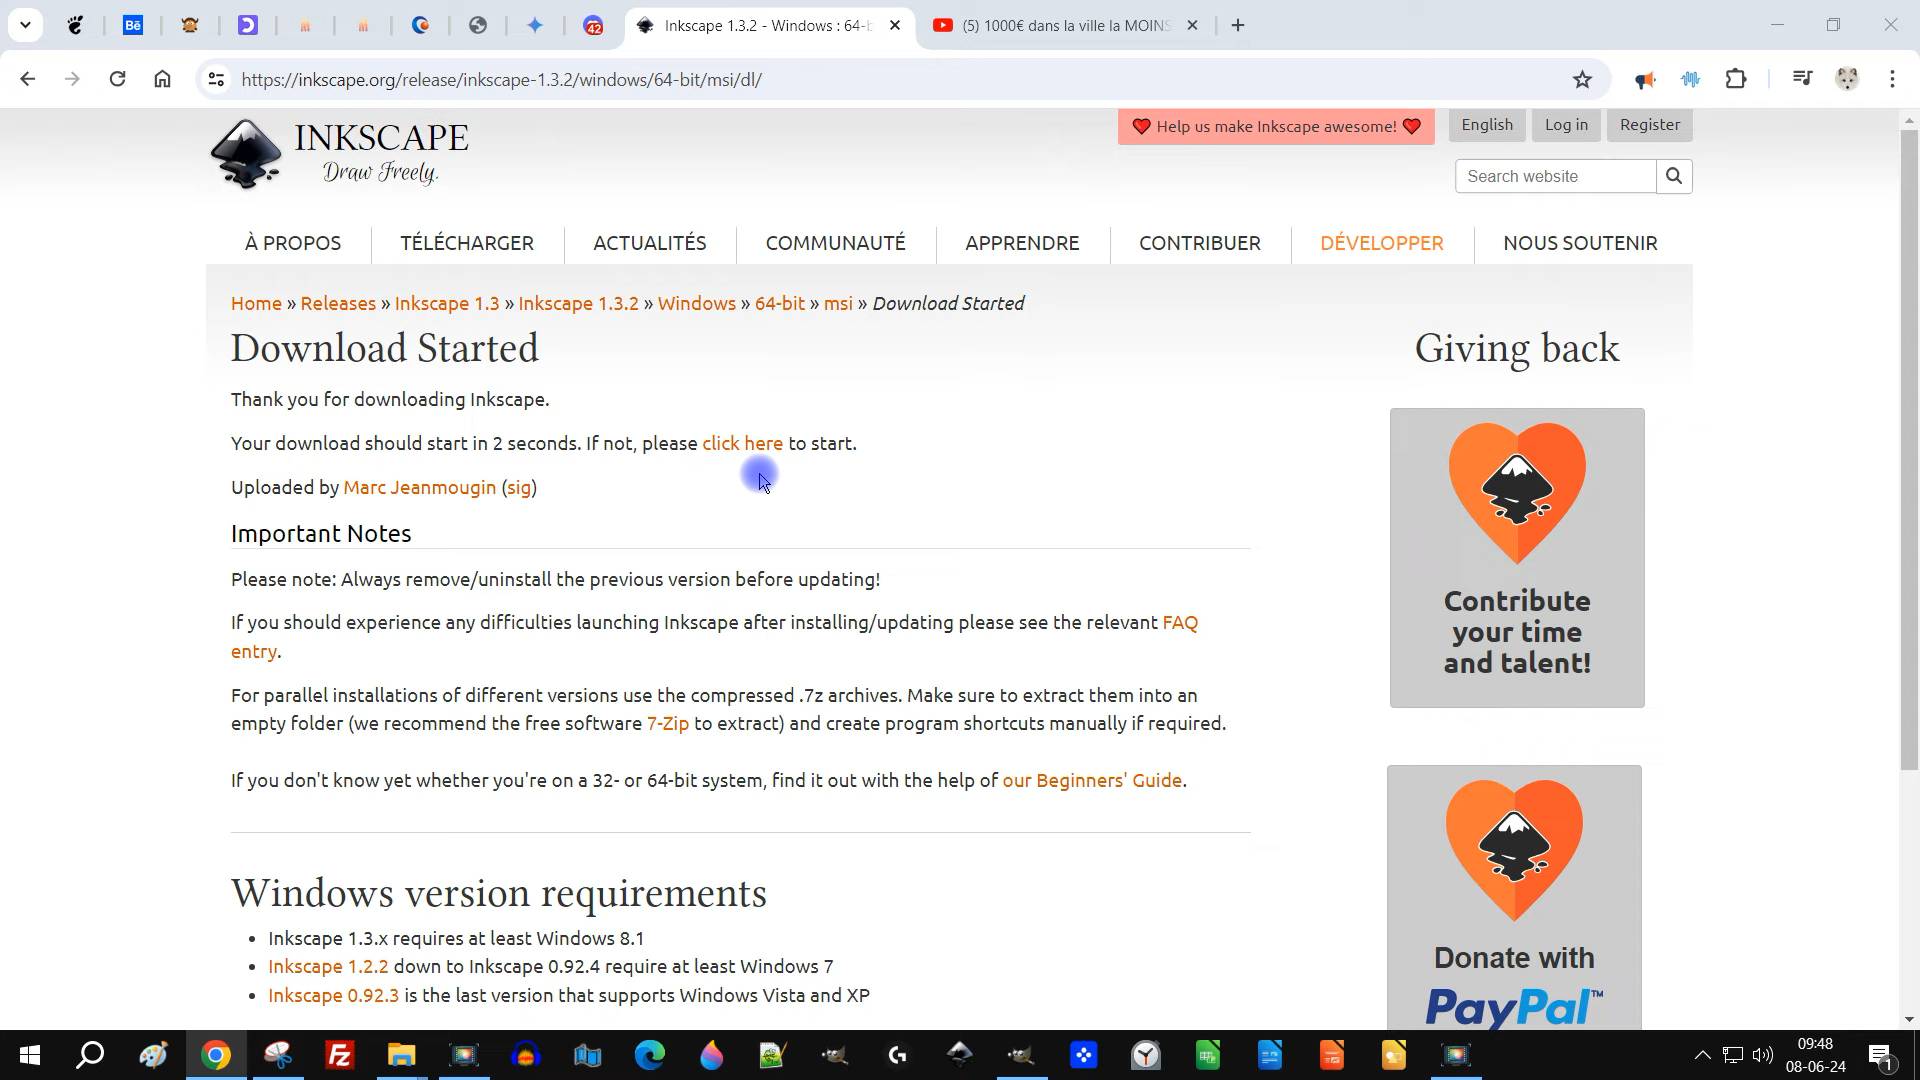 Bē
42
Inkscape 1.3.2 - Windows : 64-b
(5) 1000€ dans la ville la MOINS
https://inkscape.org/release/inkscape-1.3.2/windows/64-bit/msi/dl/
INKSCAPE
Draw Freely.
Help us make Inkscape awesome!
English
Log in
Register
Search website
À PROPOS
TÉLÉCHARGER
ACTUALITÉS
COMMUNAUTÉ
APPRENDRE
CONTRIBUER
DÉVELOPPER
NOUS SOUTENIR
Home » Releases » Inkscape 1.3 » Inkscape 1.3.2 » Windows » 64-bit » msi » Download Started
Download Started
Thank you for downloading Inkscape.
Your download should start in 2 seconds. If not, please click here to start.
Uploaded by Marc Jeanmougin (sig)
Important Notes
Please note: Always remove/uninstall the previous version before updating!
If you should experience any difficulties launching Inkscape after installing/updating please see the relevant FAQ
entry.
For parallel installations of different versions use the compressed .7z archives. Make sure to extract them into an
empty folder (we recommend the free software 7-Zip to extract) and create program shortcuts manually if required.
If you don't know yet whether you're on a 32- or 64-bit system, find it out with the help of our Beginners' Guide.
Windows version requirements
• Inkscape 1.3.x requires at least Windows 8.1
• Inkscape 1.2.2 down to Inkscape 0.92.4 require at least Windows 7
• Inkscape 0.92.3 is the last version that supports Windows Vista and XP
Giving back
Contribute
your time
and talent!
Donate with
PayPal™
Fz
09:48
08-06-24
1